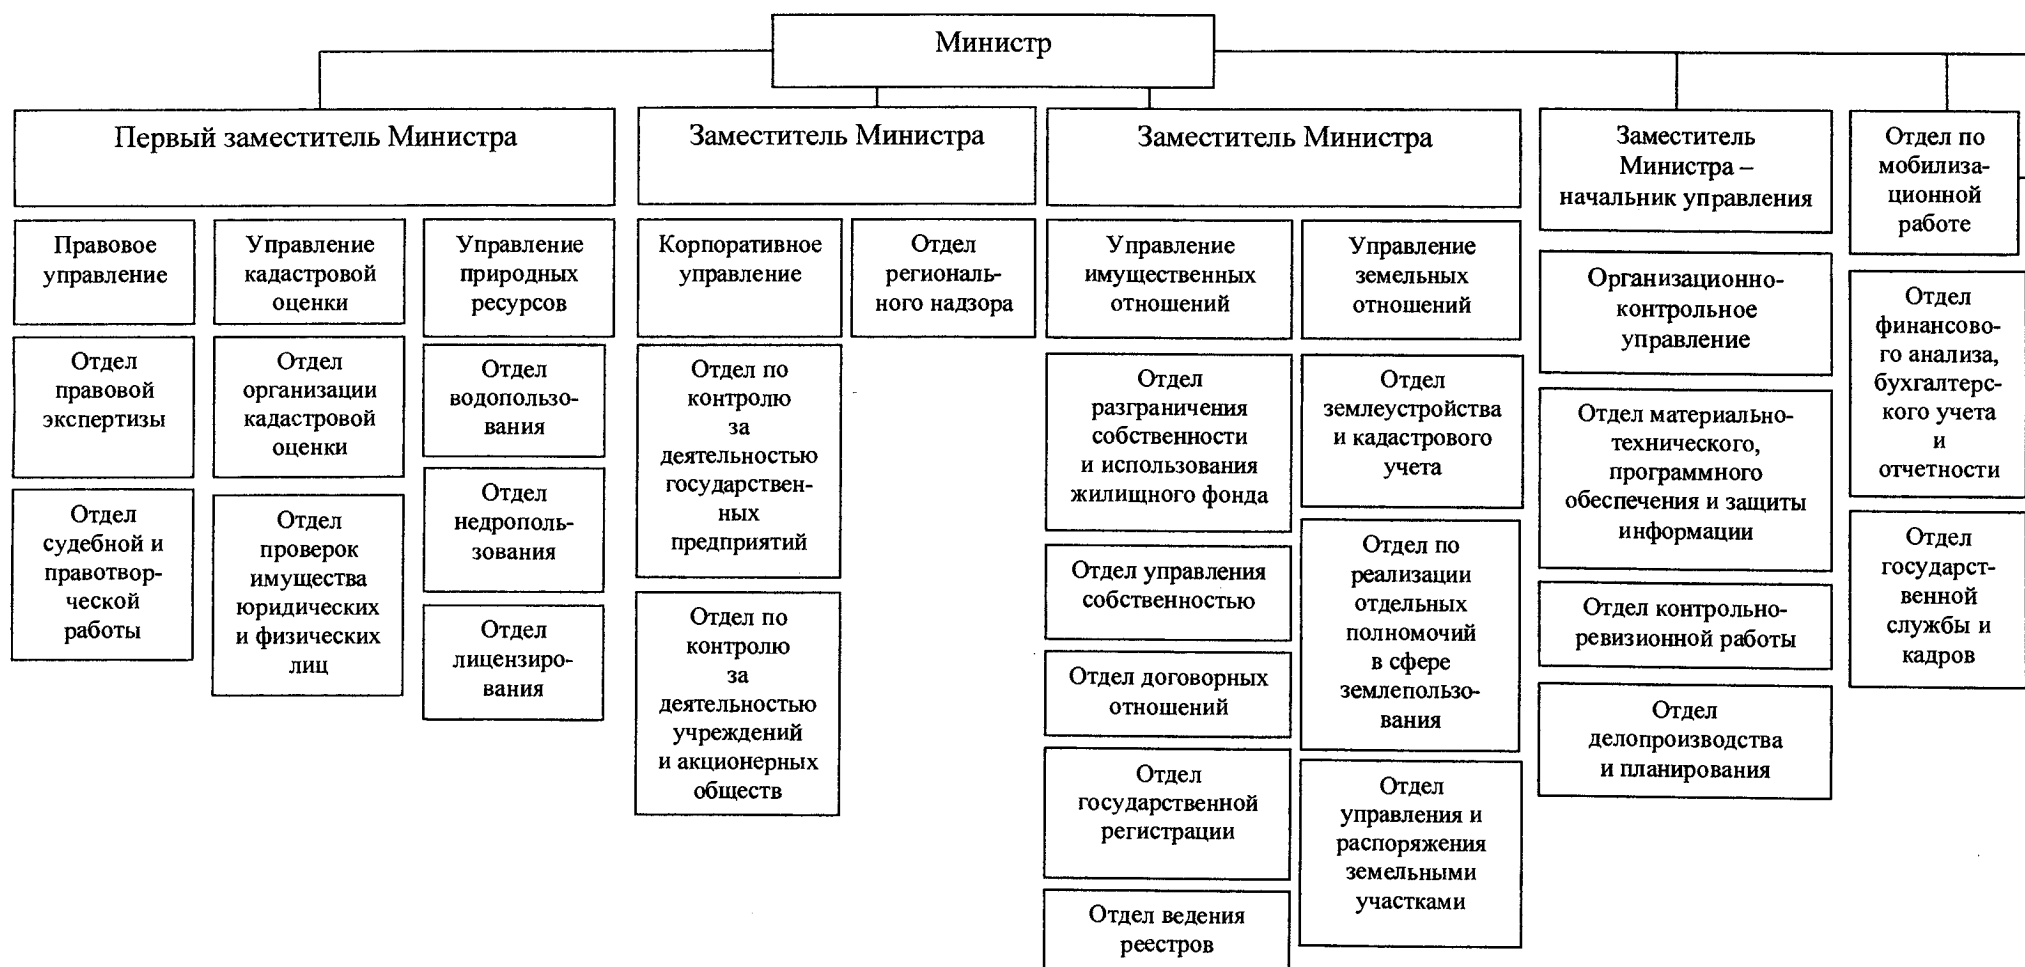 Министр
Первый заместитель Министра
Заместитель Министра
Заместитель Министра
Заместитель
Министра –
начальник управления
Отдел по
мобилиза-
ционной
работе
Правовое
управление
Управление
кадастровой
оценки
Управление
природных
ресурсов
Корпоративное
управление
Отдел
региональ-
ного надзора
Управление
имущественных
отношений
Управление
земельных
отношений
Организационно-
контрольное
управление
Отдел
финансово-
го анализа,
бухгалтерс-
кого учета
и
отчетности
Отдел
правовой
экспертизы
Отдел
организации
кадастровой
оценки
Отдел
водопользо-
вания
Отдел по
контролю
за
деятельностью
государствен-
ных
предприятий
Отдел
разграничения
собственности
и использования
жилищного фонда
Отдел
землеустройства
и кадастрового
учета
Отдел материально-
технического,
программного
обеспечения и защиты
информации
Отдел
судебной и
правотвор-
ческой
работы
Отдел
проверок
имущества
юридических
и физических
лиц
Отдел
недрополь-
зования
Отдел управления
собственностью
Отдел по
реализации
отдельных
полномочий
в сфере
землепользо-
вания
Отдел контрольно-
ревизионной работы
Отдел
государст-
венной
службы и
кадров
Отдел
лицензиро-
вания
Отдел по
контролю
за
деятельностью
учреждений
и акционерных
обществ
Отдел договорных
отношений
Отдел
делопроизводства
и планирования
Отдел
государственной
регистрации
Отдел
управления и
распоряжения
земельными
участками
Отдел ведения
реестров